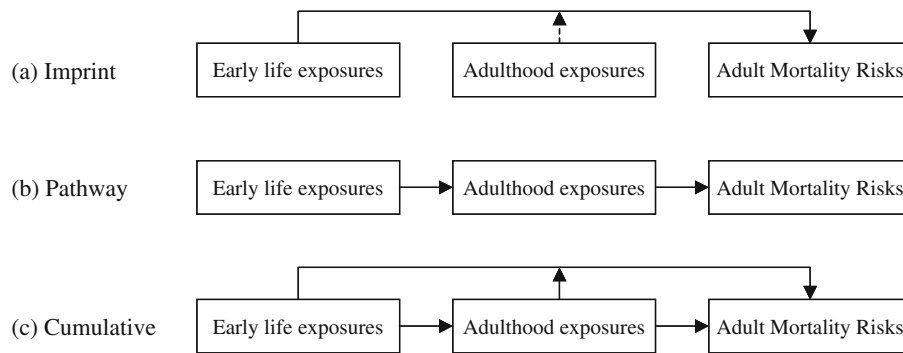 (a) Imprint
Early life exposures
Adulthood exposures
Adult Mortality Risks
(b) Pathway
Early life exposures
Adulthood exposures
Adult Mortality Risks
(c) Cumulative
Early life exposures
Adulthood exposures
Adult Mortality Risks